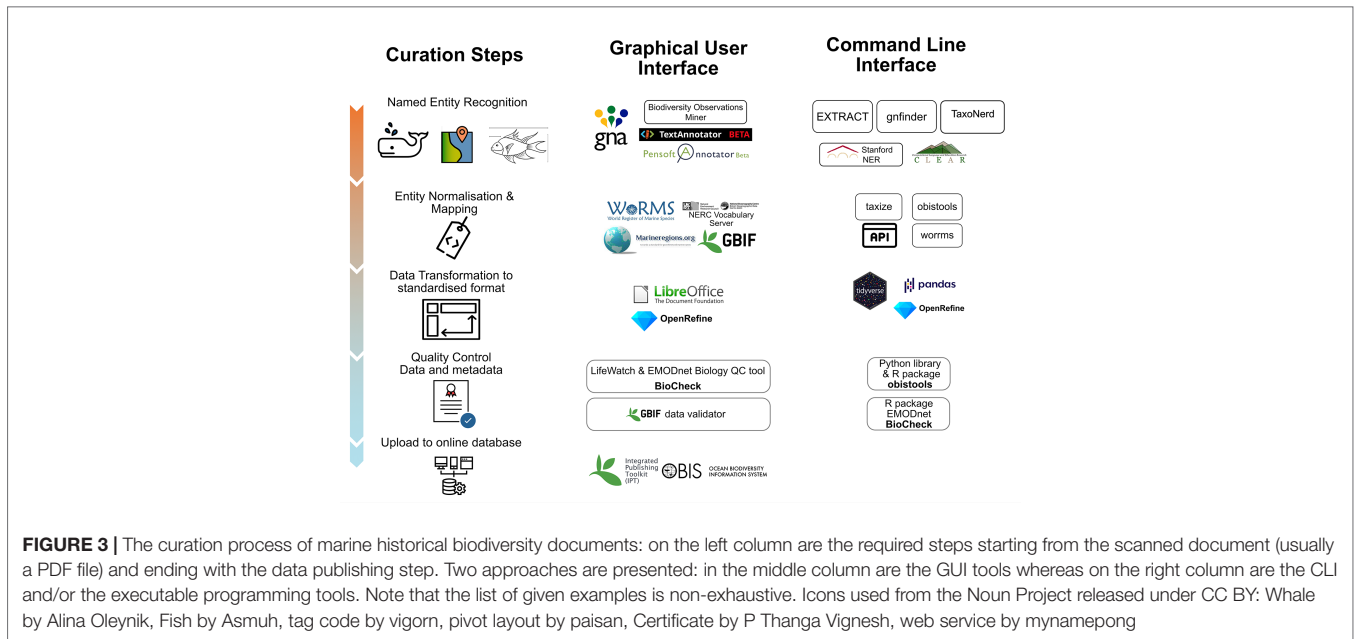 Curation Steps
Graphical User
Interface
Command Line
Interface
Named Entity Recognition
gna
Biodiversity Observations
Miner
</> TextAnnotator BETA
Pensoft Annotator Beta
EXTRACT
gnfinder
TaxoNerd
Stanford
NER
CLEAR
Entity Normalisation &
Mapping
WoRMS
World Register of Marine Species
NERC Vocabulary
Server
Marineregions.org
GBIF
taxize
obistools
API
worrms
Data Transformation to
standardised format
LibreOffice
The Document Foundation
OpenRefine
tidyverse
pandas
OpenRefine
Quality Control
Data and metadata
LifeWatch & EMODnet Biology QC tool
BioCheck
GBIF data validator
Python library
& R package
obistools
R package
EMODnet
BioCheck
Upload to online database
Integrated
Publishing
Toolkit
(IPT)
OBIS
OCEAN BIODIVERSITY
INFORMATION SYSTEM
FIGURE 3 | The curation process of marine historical biodiversity documents: on the left column are the required steps starting from the scanned document (usually
a PDF file) and ending with the data publishing step. Two approaches are presented: in the middle column are the GUI tools whereas on the right column are the CLI
and/or the executable programming tools. Note that the list of given examples is non-exhaustive. Icons used from the Noun Project released under CC BY: Whale
by Alina Oleynik, Fish by Asmuh, tag code by vigorn, pivot layout by paisan, Certificate by P Thanga Vignesh, web service by mynamepong